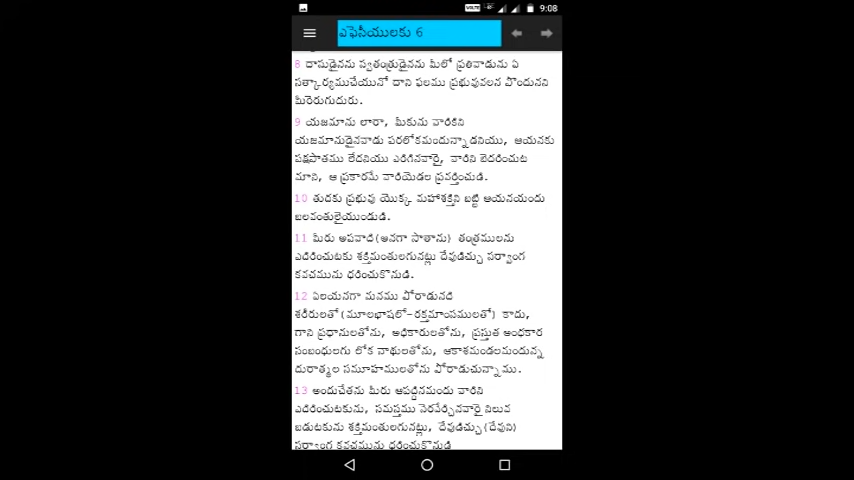 VOLTE 9:08
ఎఫెసీయులకు 6
8 దాసుడైనను స్వతంత్రుడైనను మీలో ప్రతివాడును ఏ
సత్కార్యముచేయునో దాని ఫలము ప్రభువువలన పొందునని
మీరెరుగుదురు.
9 యజమాను లారా, మీకును వారికిని
యజమానుడైనవాడు పరలోకమందున్నాడనియు, ఆయనకు
పక్షపాతము లేదనియు ఎరిగినవారై, వారిని బెదరించుట
మాని, ఆ ప్రకారమే వారియెడల ప్రవర్తించుడి.
10 తుదకు ప్రభువు యొక్క మహాశక్తిని బట్టి ఆయనయందు
బలవంతులైయుండుడి.
11 మీరు అపవాది(అనగా సాతాను) తంత్రములను
ఎదిరించుటకు శక్తిమంతులగునట్లు దేవుడిచ్చు సర్వాంగ
కవచమును ధరించుకొనుడి.
12 ఏలయనగా మనము పోరాడునది
శరీరులతో(మూలభాషలో-రక్తమాంసములతో) కాదు,
గాని ప్రధానులతోను, అధికారులతోను, ప్రస్తుత అంధకార
సంబంధులగు లోక నాథులతోను, ఆకాశమండలమందున్న
దురాత్మల సమూహములతోను పోరాడుచున్నాము.
13 అందుచేతను మీరు ఆపద్దినమందు వారిని
ఎదిరించుటకును, సమస్తము నెరవేర్చినవారై నిలువ
బడుటకును శక్తిమంతులగునట్లు, దేవుడిచ్చు(దేవుని)
సర్వాంగ కవచమును ధరించుకొనుడి